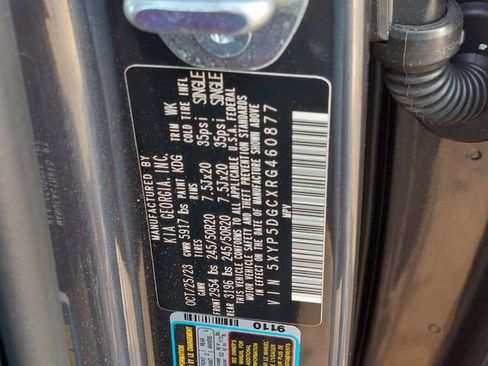 MANUFACTURED BY
KIA GEORGIA, INC.
OCT/25/23 GVWR 5917 lbs PAINT KDG TRIM WK
GAWR TIRES RIMS COLD TIRE INFL
FRONT 2954 lbs 245/50R20 7.5Jx20 35psi SINGLE
REAR 3196 lbs 245/50R20 7.5Jx20 35psi SINGLE
THIS VEHICLE CONFORMS TO ALL APPLICABLE U.S.A. FEDERAL
MOTOR VEHICLE SAFETY AND THEFT PREVENTION STANDARDS
IN EFFECT ON THE DATE OF MANUFACTURE SHOWN ABOVE
VIN 5XYP5DGCXRG460877
MPV
9110